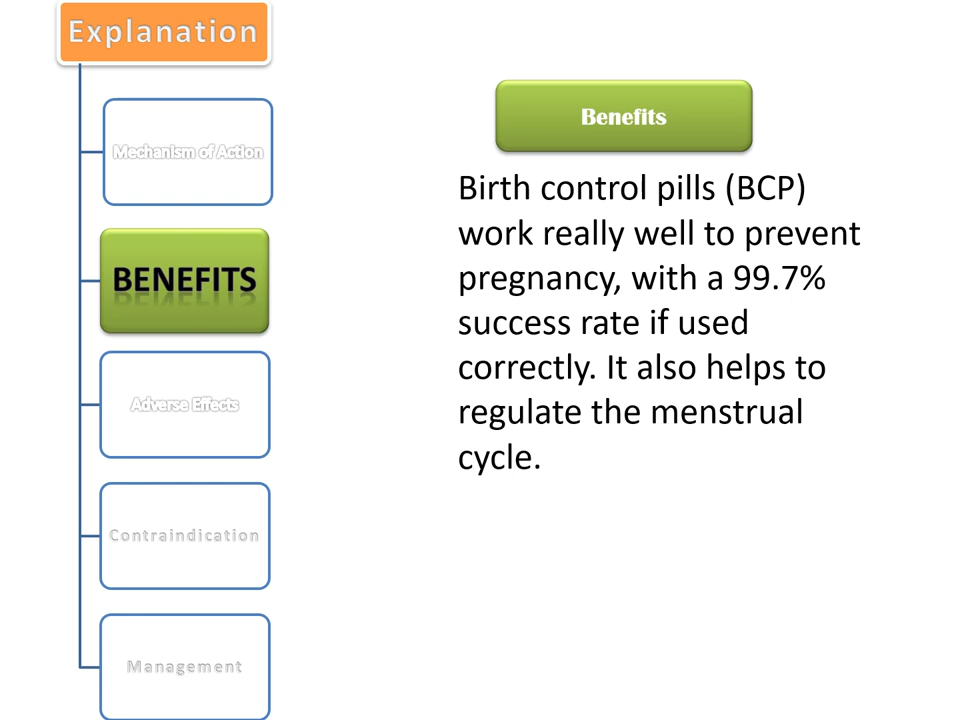 Explanation
Mechanism of Action
BENEFITS
Adverse Effects
Contraindication
Management
Benefits
Birth control pills (BCP)
work really well to prevent
pregnancy, with a 99.7%
success rate if used
correctly. It also helps to
regulate the menstrual
cycle.